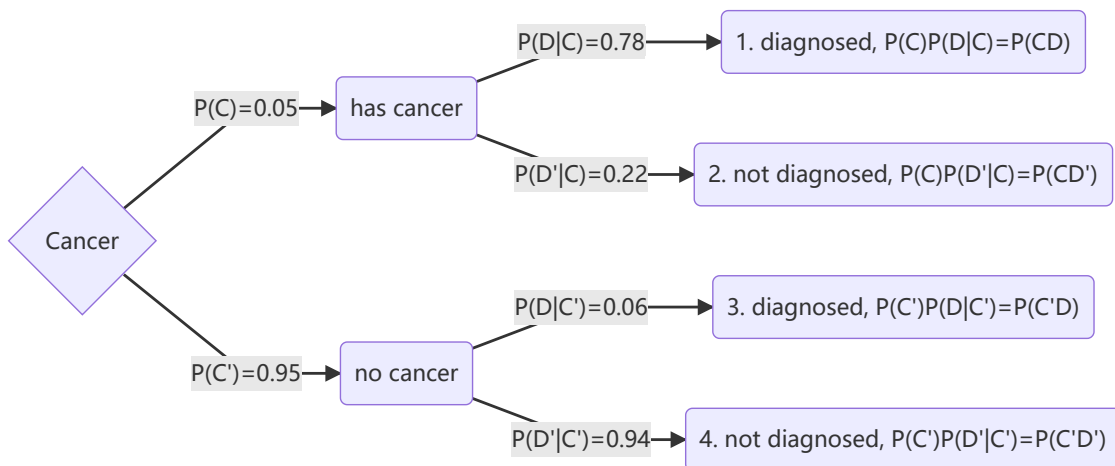 P(D|C)=0.78
1. diagnosed, P(C)P(D|C)=P(CD)
P(C)=0.05
has cancer
P(D'|C)=0.22
2. not diagnosed, P(C)P(D'|C)=P(CD')
Cancer
P(D|C')=0.06
3. diagnosed, P(C')P(D|C')=P(C'D)
P(C')=0.95
no cancer
P(D'|C')=0.94
4. not diagnosed, P(C')P(D'|C')=P(C'D')